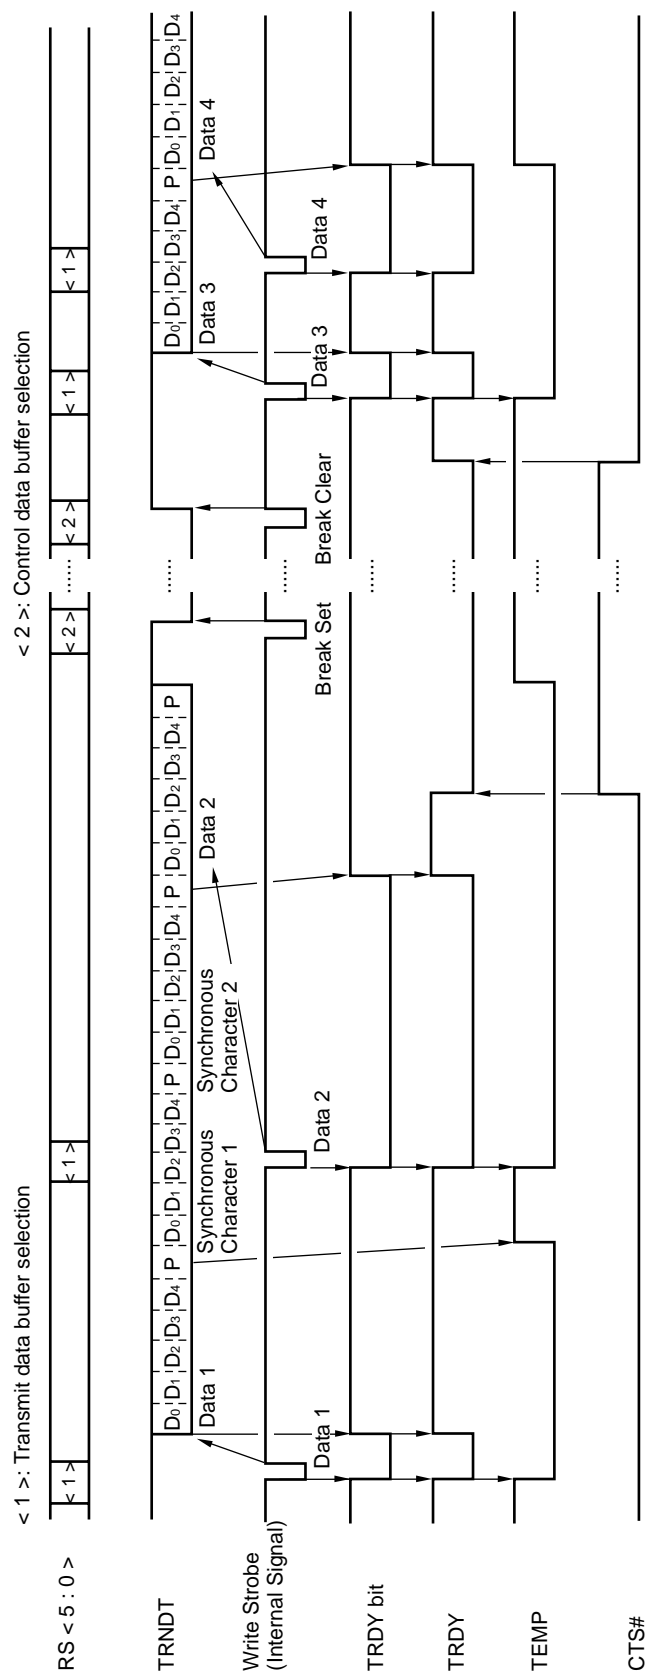 < 1 >: Transmit data buffer selection
< 2 >: Control data buffer selection
RS < 5 : 0 > < 1 > < 1 > < 2 > ...... < 2 > < 1 > < 1 >
TRNDT D0 D1 D2 D3 D4 P D0 D1 D2 D3 D4 P D0 D1 D2 D3 D4 P D0 D1 D2 D3 D4 P ...... D0 D1 D2 D3 D4 P D0 D1 D2 D3 D4
Data 1
Synchronous
Character 1
Synchronous
Character 2
Data 2
Data 3
Data 4
Write Strobe
(Internal Signal)
......
Data 1
Data 2
Break Set
Break Clear
Data 3
Data 4
TRDY bit ......
TRDY ......
TEMP ......
CTS# ......